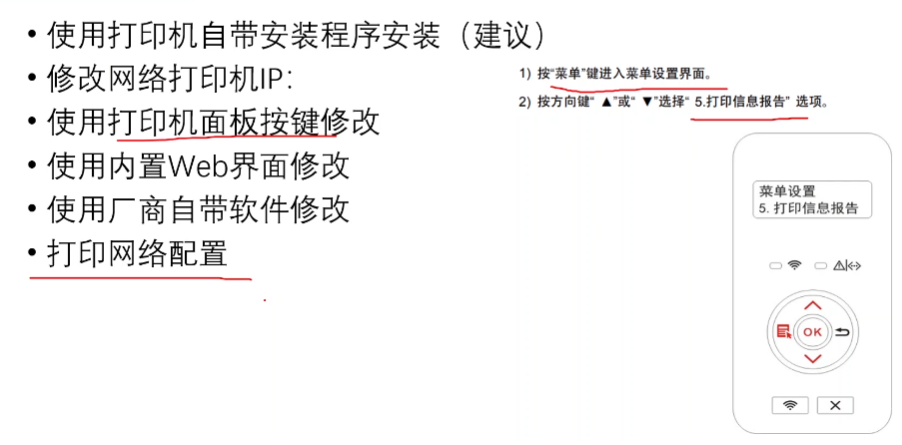 • 使用打印机自带安装程序安装（建议）
• 修改网络打印机IP：
• 使用打印机面板按键修改
• 使用内置Web界面修改
• 使用厂商自带软件修改
• 打印网络配置
1) 按“菜单”键进入菜单设置界面。
2) 按方向键“ ▲”或“ ▼”选择“ 5.打印信息报告” 选项。
菜单设置
5. 打印信息报告
OK